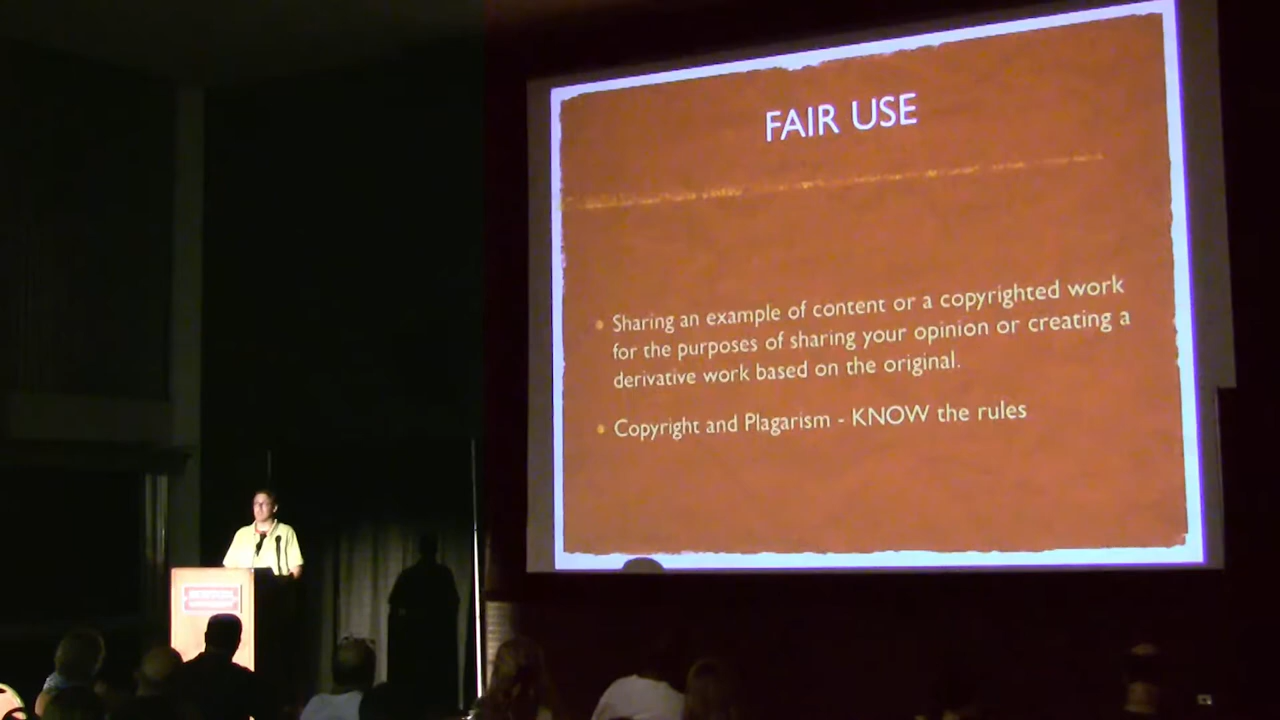 FAIR USE
• Sharing an example of content or a copyrighted work
for the purposes of sharing your opinion or creating a
derivative work based on the original.
• Copyright and Plagarism - KNOW the rules